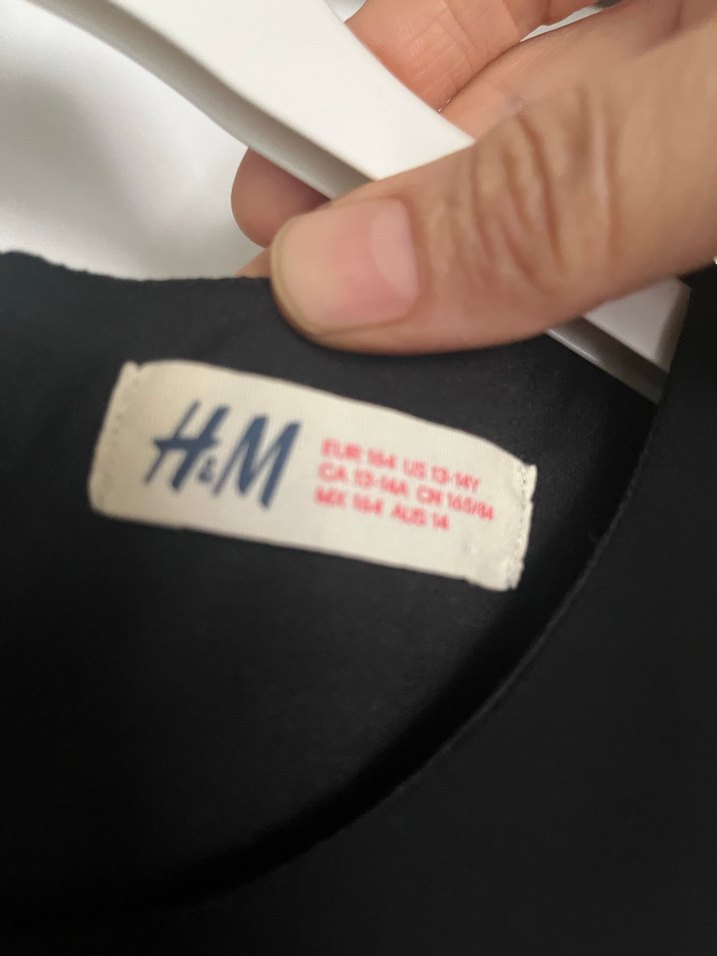 H&M
EUR 164 US 13-14Y
CA 13-14A CN 165/84
MX 164 AUS 14